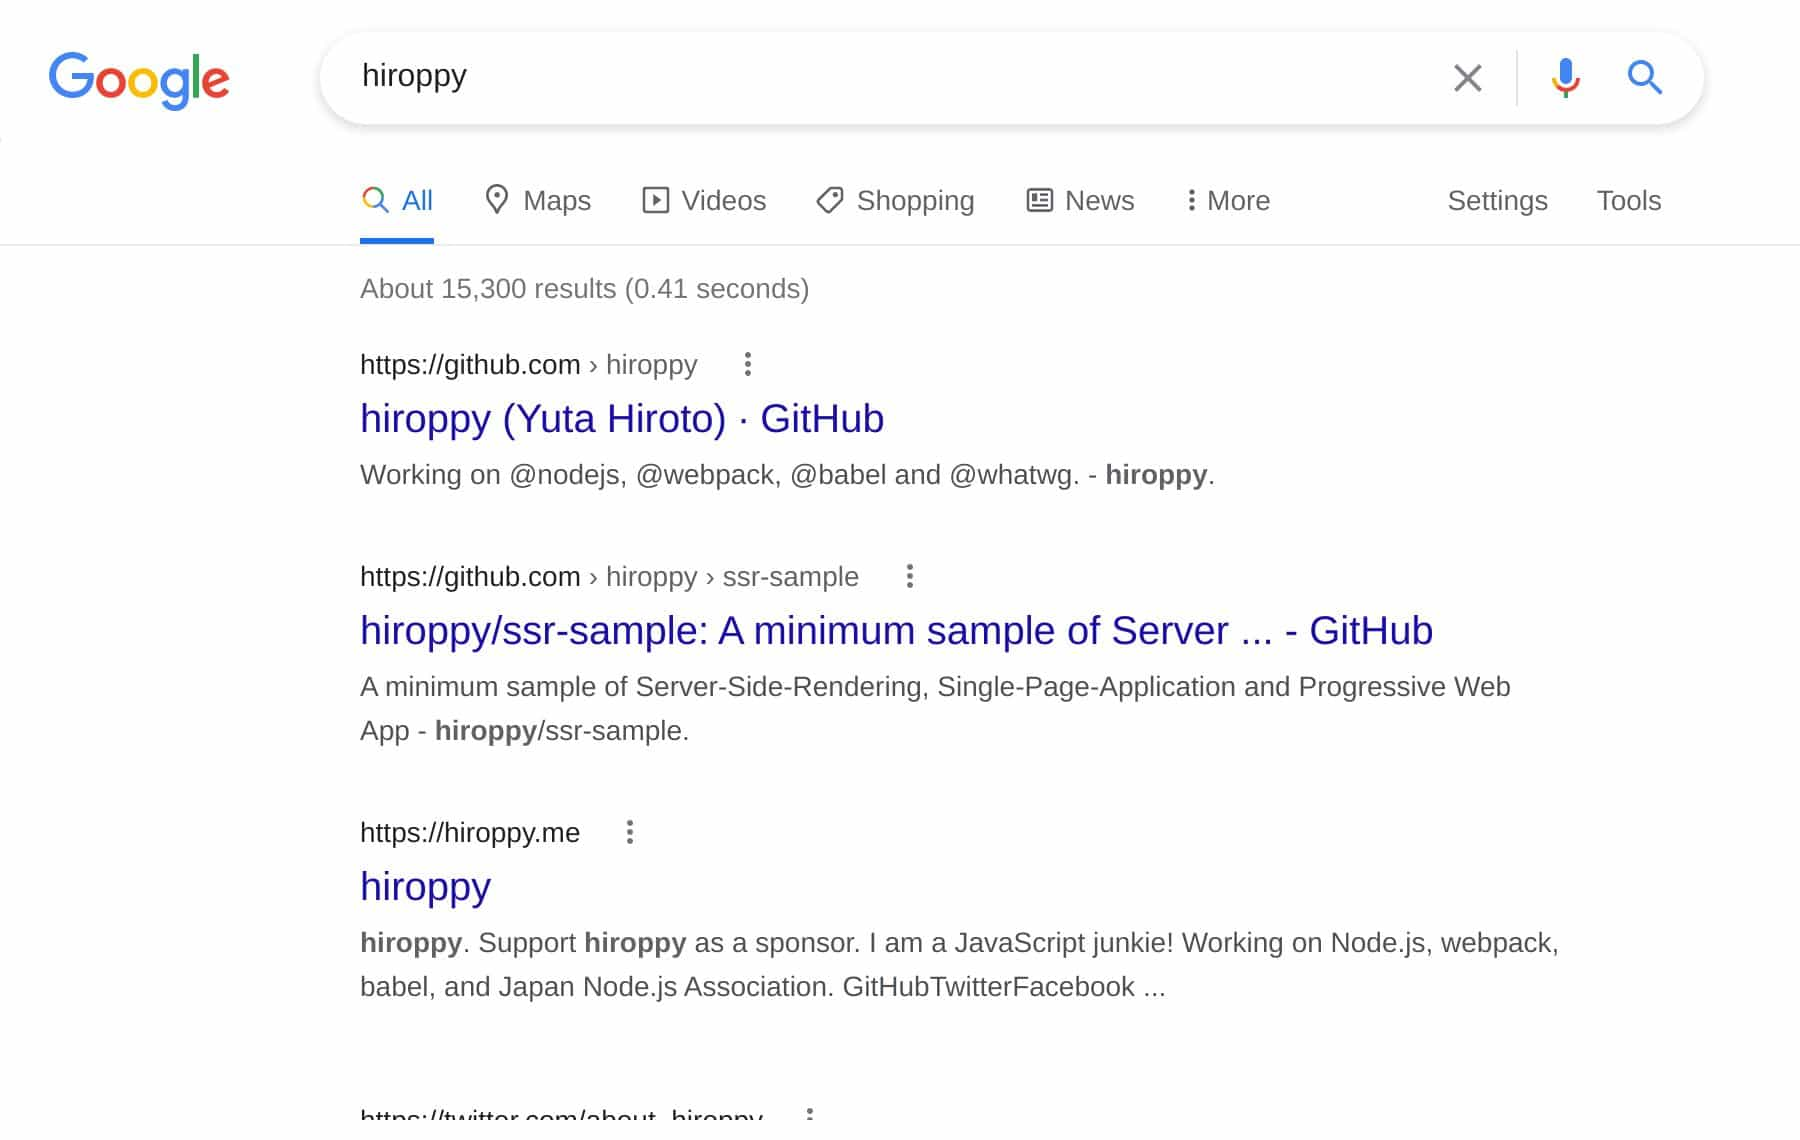 Google
hiroppy
All Maps Videos Shopping News More Settings Tools
About 15,300 results (0.41 seconds)
https://github.com › hiroppy
hiroppy (Yuta Hiroto) · GitHub
Working on @nodejs, @webpack, @babel and @whatwg. - hiroppy.
https://github.com › hiroppy › ssr-sample
hiroppy/ssr-sample: A minimum sample of Server ... - GitHub
A minimum sample of Server-Side-Rendering, Single-Page-Application and Progressive Web
App - hiroppy/ssr-sample.
https://hiroppy.me
hiroppy
hiroppy. Support hiroppy as a sponsor. I am a JavaScript junkie! Working on Node.js, webpack,
babel, and Japan Node.js Association. GitHubTwitterFacebook ...
https://twitter.com/about_hiroppy